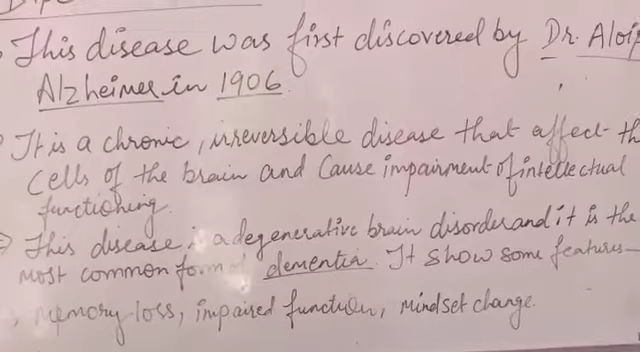 This disease was first discovered by Dr. Alois
Alzheimer in 1906.
It is a chronic, irreversible disease that affect the
cells of the brain and cause impairment of intellectual
functioning.
This disease is a degenerative brain disorder and it is the
most common form of dementia. It show some features -
Memory loss, impaired function, mindset change.